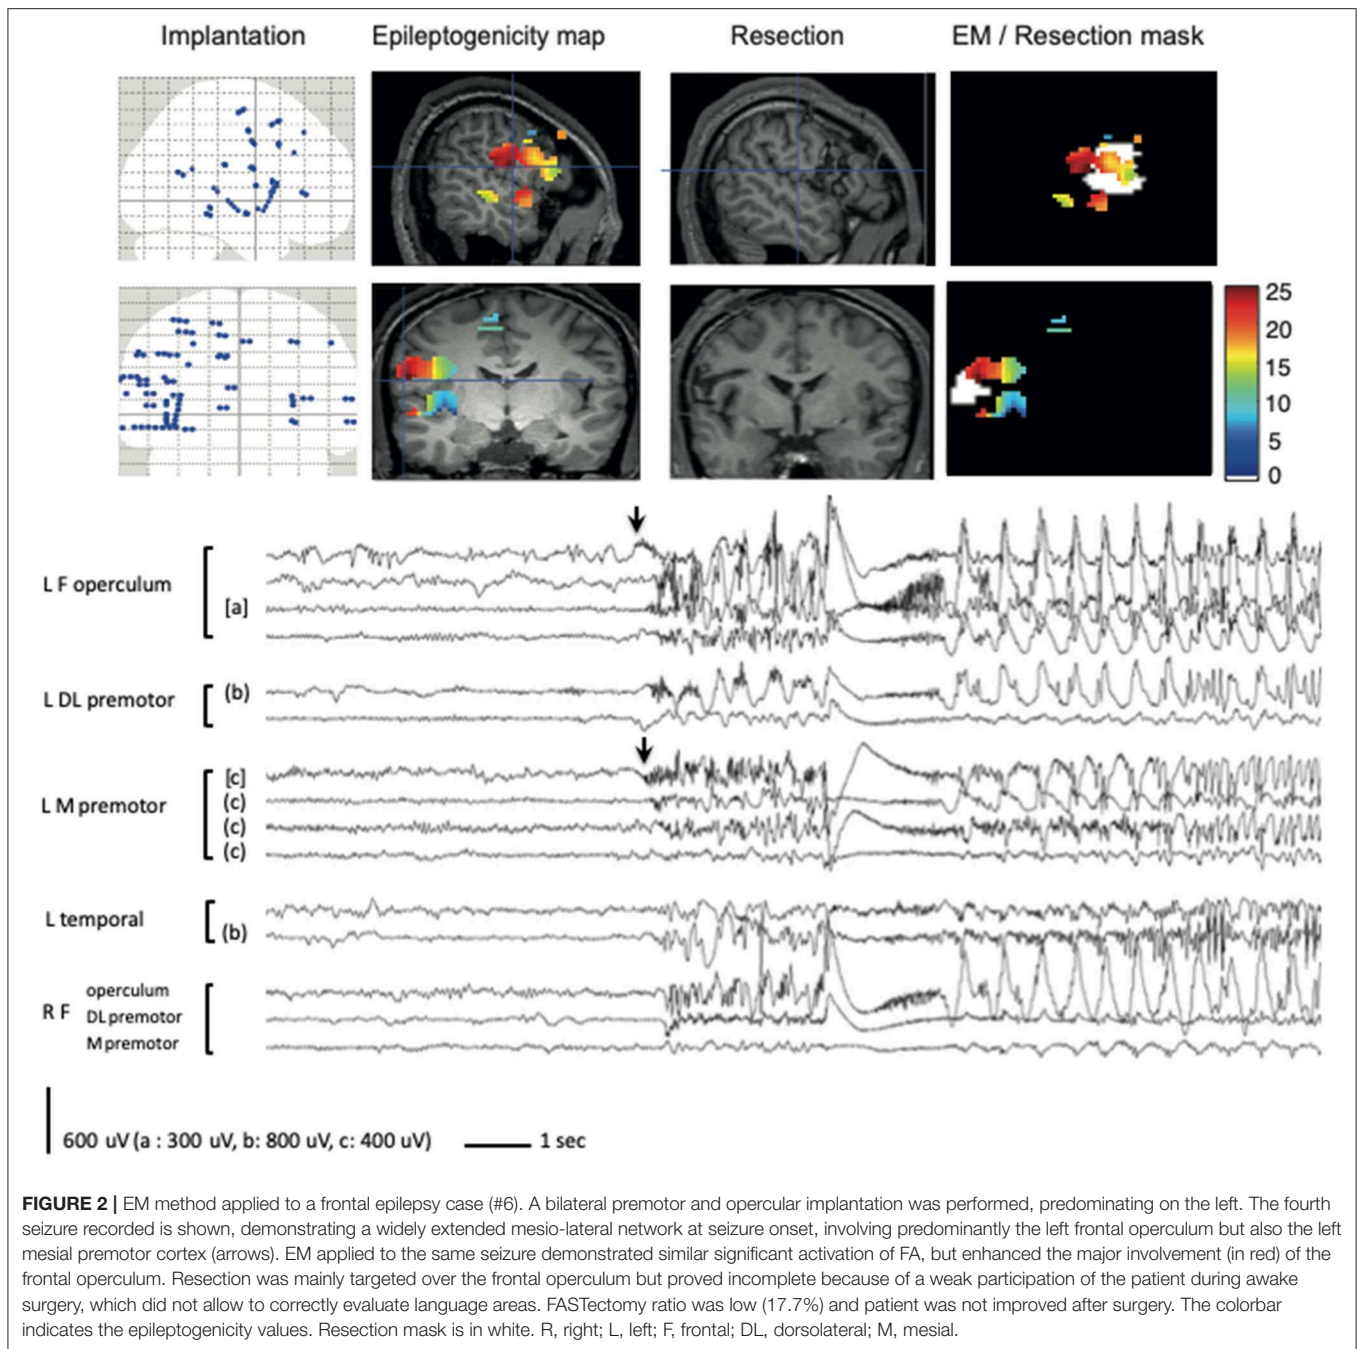 Implantation
Epileptogenicity map
Resection
EM / Resection mask
25
20
15
10
5
0
L F operculum
[a]
L DL premotor
(b)
L M premotor
[c]
(c)
(c)
(c)
L temporal
(b)
R F
operculum
DL premotor
M premotor
600 uV (a : 300 uV, b: 800 uV, c: 400 uV)
1 sec
FIGURE 2 | EM method applied to a frontal epilepsy case (#6). A bilateral premotor and opercular implantation was performed, predominating on the left. The fourth
seizure recorded is shown, demonstrating a widely extended mesio-lateral network at seizure onset, involving predominantly the left frontal operculum but also the left
mesial premotor cortex (arrows). EM applied to the same seizure demonstrated similar significant activation of FA, but enhanced the major involvement (in red) of the
frontal operculum. Resection was mainly targeted over the frontal operculum but proved incomplete because of a weak participation of the patient during awake
surgery, which did not allow to correctly evaluate language areas. FASTectomy ratio was low (17.7%) and patient was not improved after surgery. The colorbar
indicates the epileptogenicity values. Resection mask is in white. R, right; L, left; F, frontal; DL, dorsolateral; M, mesial.